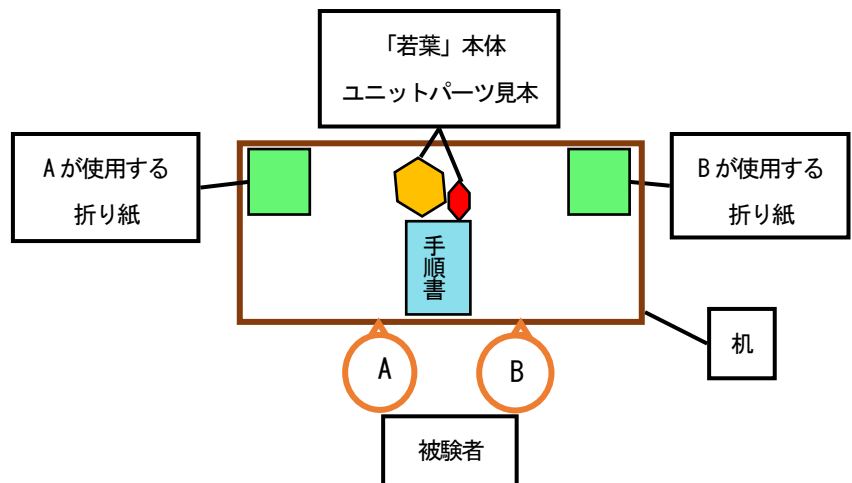 「若葉」本体
ユニットパーツ見本
Aが使用する
折り紙
Bが使用する
折り紙
手順書
机
A
B
被験者